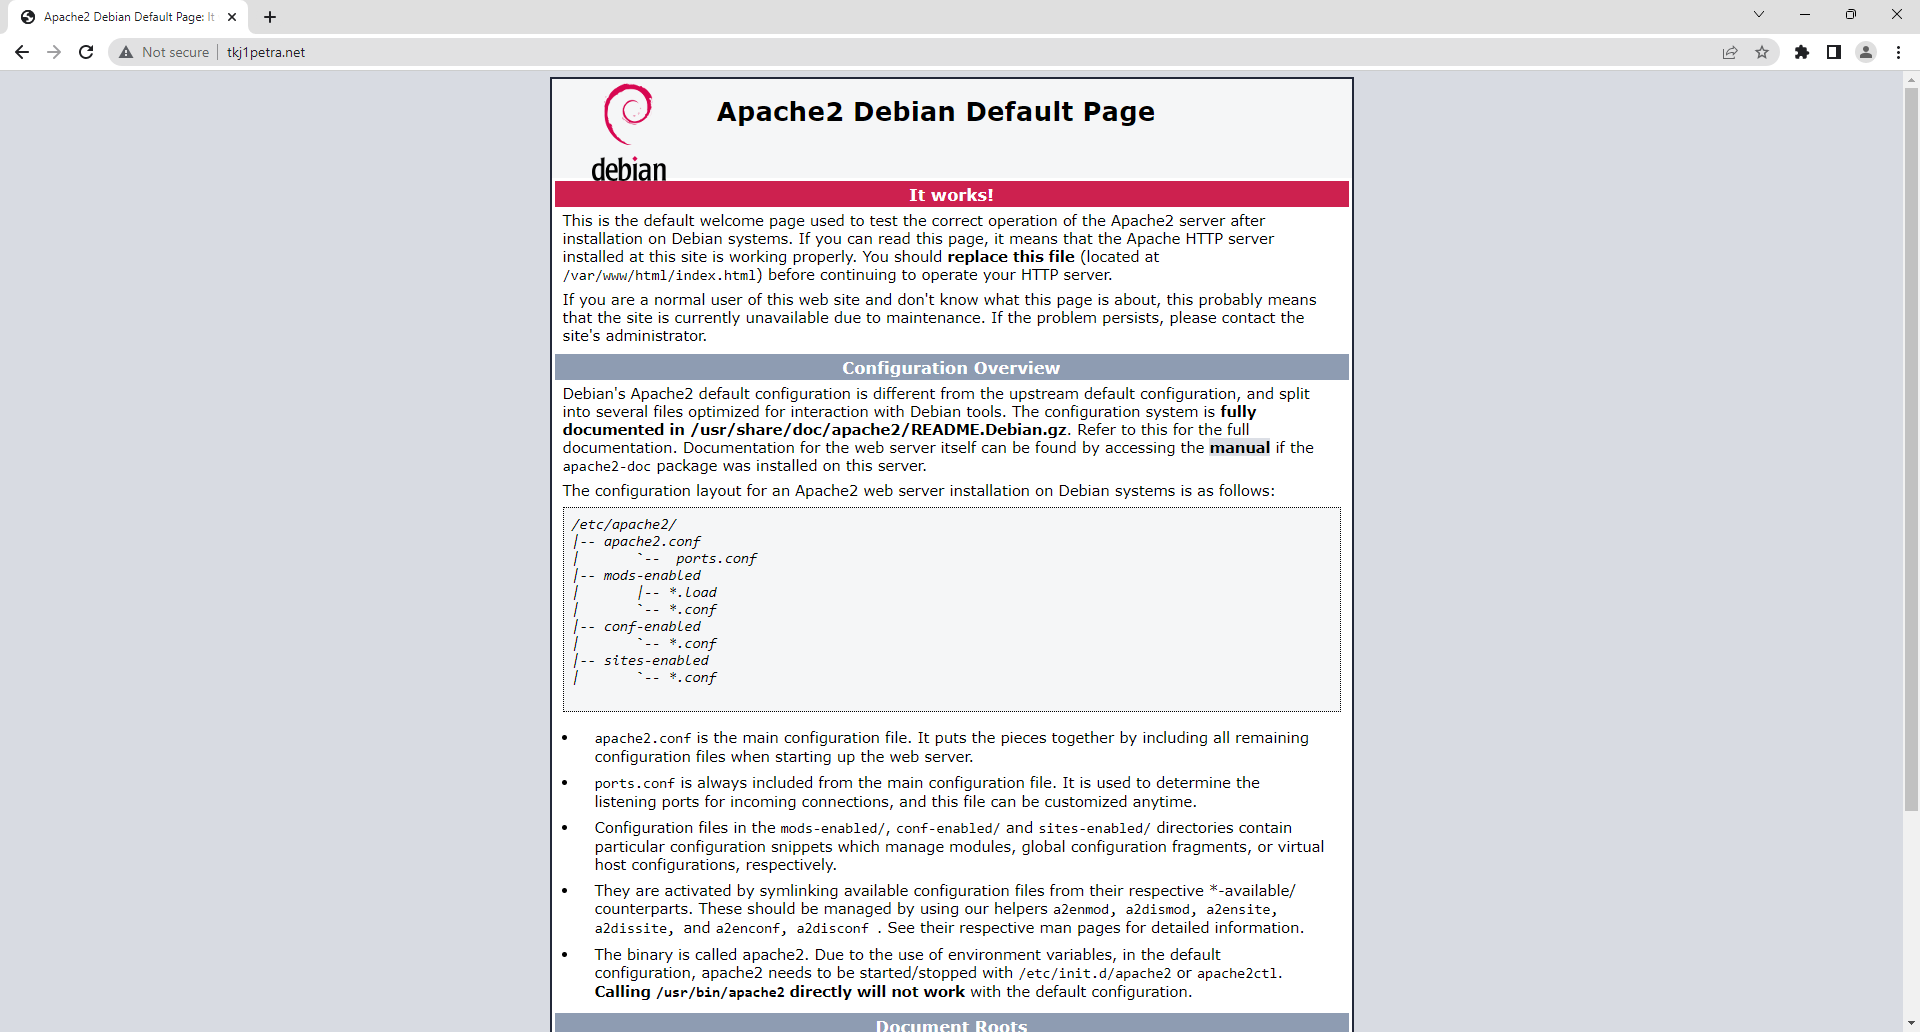 Apache2 Debian Default Page: It
Not secure
tkj1petra.net
debian
Apache2 Debian Default Page
It works!
This is the default welcome page used to test the correct operation of the Apache2 server after
installation on Debian systems. If you can read this page, it means that the Apache HTTP server
installed at this site is working properly. You should replace this file (located at
/var/www/html/index.html) before continuing to operate your HTTP server.
If you are a normal user of this web site and don't know what this page is about, this probably means
that the site is currently unavailable due to maintenance. If the problem persists, please contact the
site's administrator.
Configuration Overview
Debian's Apache2 default configuration is different from the upstream default configuration, and split
into several files optimized for interaction with Debian tools. The configuration system is fully
documented in /usr/share/doc/apache2/README.Debian.gz. Refer to this for the full
documentation. Documentation for the web server itself can be found by accessing the manual if the
apache2-doc package was installed on this server.
The configuration layout for an Apache2 web server installation on Debian systems is as follows:
/etc/apache2/
|-- apache2.conf
|       `--  ports.conf
|-- mods-enabled
|       |-- *.load
|       `-- *.conf
|-- conf-enabled
|       `-- *.conf
|-- sites-enabled
|       `-- *.conf
• apache2.conf is the main configuration file. It puts the pieces together by including all remaining
configuration files when starting up the web server.
• ports.conf is always included from the main configuration file. It is used to determine the
listening ports for incoming connections, and this file can be customized anytime.
• Configuration files in the mods-enabled/, conf-enabled/ and sites-enabled/ directories contain
particular configuration snippets which manage modules, global configuration fragments, or virtual
host configurations, respectively.
• They are activated by symlinking available configuration files from their respective *-available/
counterparts. These should be managed by using our helpers a2enmod, a2dismod, a2ensite,
a2dissite, and a2enconf, a2disconf . See their respective man pages for detailed information.
• The binary is called apache2. Due to the use of environment variables, in the default
configuration, apache2 needs to be started/stopped with /etc/init.d/apache2 or apache2ctl.
Calling /usr/bin/apache2 directly will not work with the default configuration.
Document Roots